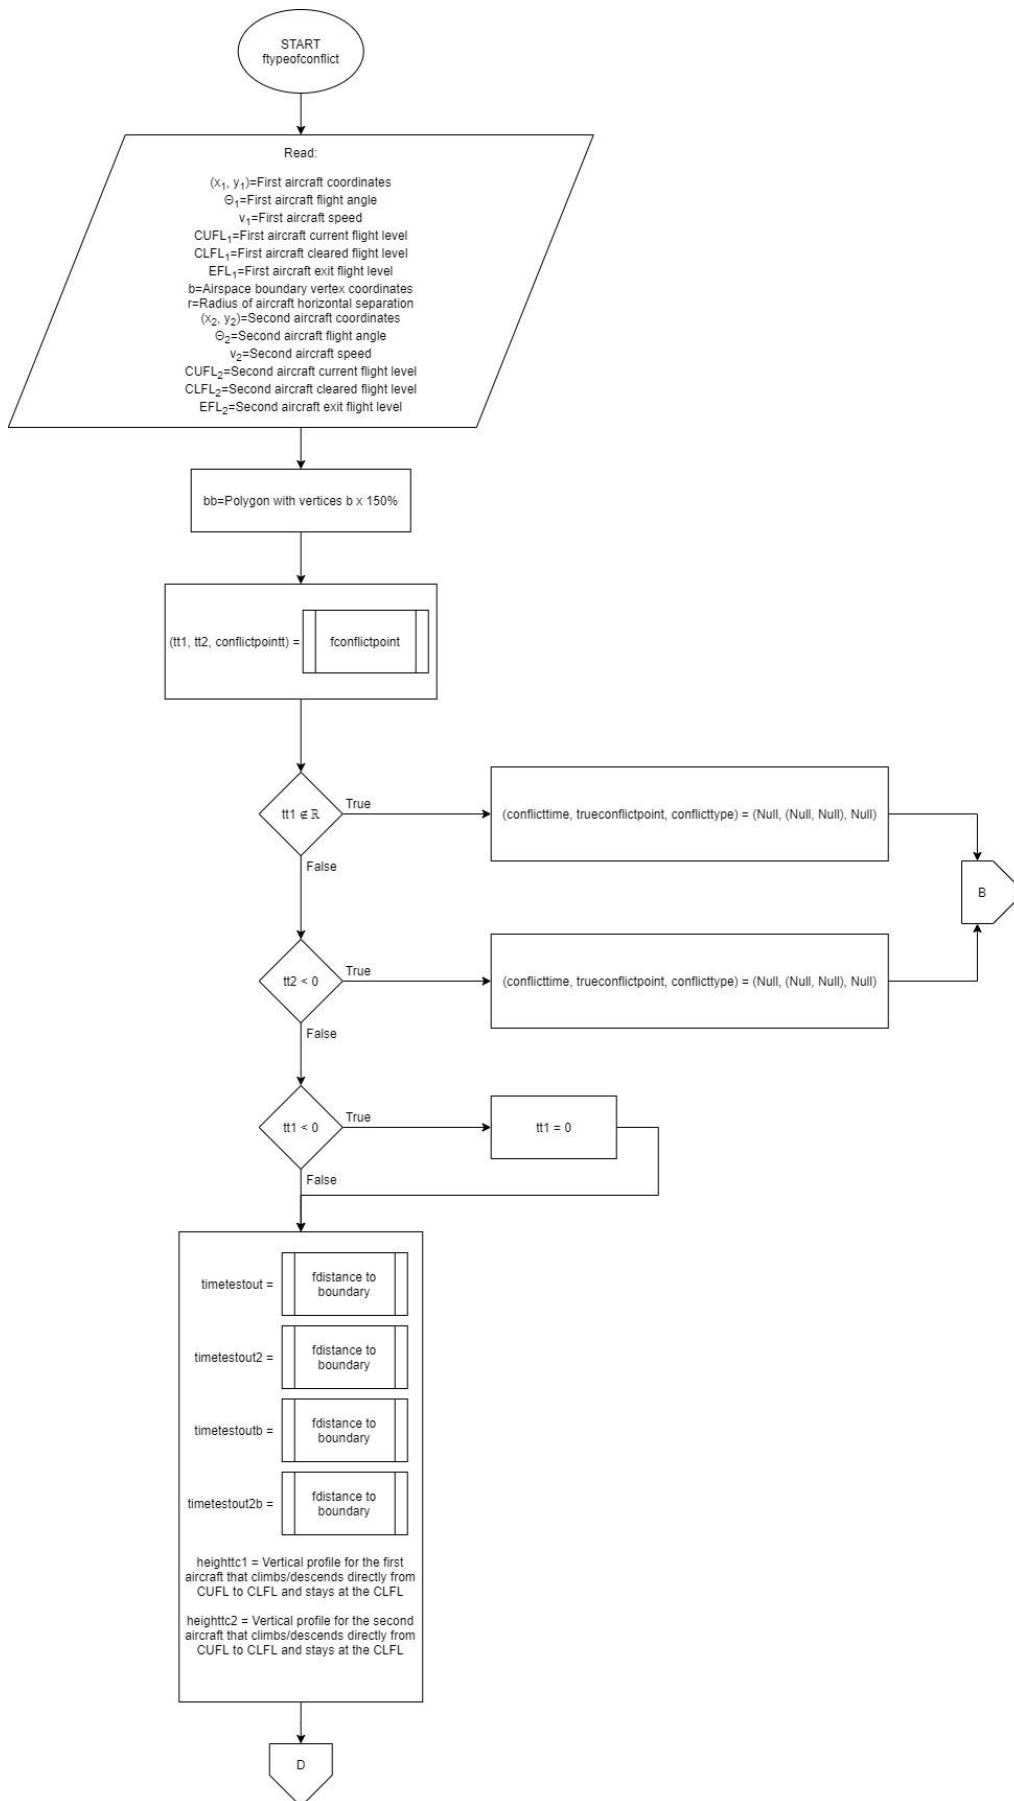 START
ftypeofconflict
Read:
(x₁, y₁)=First aircraft coordinates
Θ₁=First aircraft flight angle
v₁=First aircraft speed
CUFL₁=First aircraft current flight level
CLFL₁=First aircraft cleared flight level
EFL₁=First aircraft exit flight level
b=Airspace boundary vertex coordinates
r=Radius of aircraft horizontal separation
(x₂, y₂)=Second aircraft coordinates
Θ₂=Second aircraft flight angle
v₂=Second aircraft speed
CUFL₂=Second aircraft current flight level
CLFL₂=Second aircraft cleared flight level
EFL₂=Second aircraft exit flight level
bb=Polygon with vertices b x 150%
(tt1, tt2, conflictpointt) = fconflictpoint
tt1 ∉ ℝ
True
(conflicttime, trueconflictpoint, conflicttype) = (Null, (Null, Null), Null)
False
B
tt2 < 0
True
(conflicttime, trueconflictpoint, conflicttype) = (Null, (Null, Null), Null)
False
tt1 < 0
True
tt1 = 0
False
timetestout = fdistance to
boundary
timetestout2 = fdistance to
boundary
timetestoutb = fdistance to
boundary
timetestout2b = fdistance to
boundary
heighttc1 = Vertical profile for the first
aircraft that climbs/descends directly from
CUFL to CLFL and stays at the CLFL
heighttc2 = Vertical profile for the second
aircraft that climbs/descends directly from
CUFL to CLFL and stays at the CLFL
D